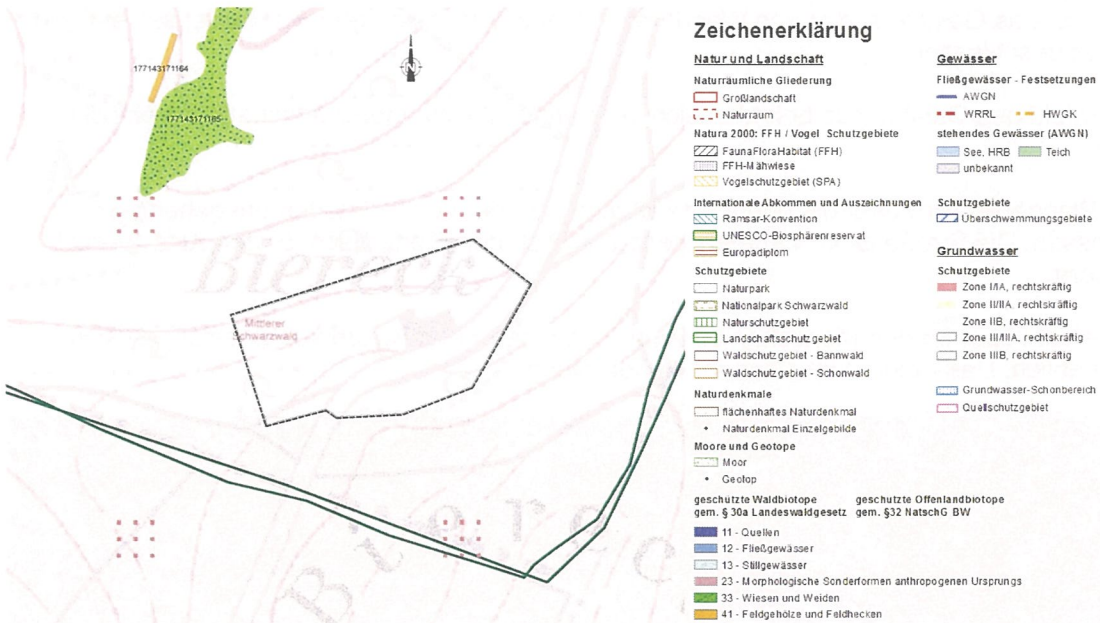 177143171164
177143171165
N
Biereck
Mittlerer
Schwarzwald
Zeichenerklärung
Natur und Landschaft
Naturräumliche Gliederung
Großlandschaft
Naturraum
Natura 2000: FFH / Vogel Schutzgebiete
FaunaFloraHabitat (FFH)
FFH-Mähwiese
Vogelschutzgebiet (SPA)
Internationale Abkommen und Auszeichnungen
Ramsar-Konvention
UNESCO-Biosphärenreservat
Europadiplom
Schutzgebiete
Naturpark
Nationalpark Schwarzwald
Naturschutzgebiet
Landschaftsschutzgebiet
Waldschutzgebiet - Bannwald
Waldschutzgebiet - Schonwald
Naturdenkmale
flächenhaftes Naturdenkmal
Naturdenkmal Einzelgebilde
Moore und Geotope
Moor
Geotop
geschützte Waldbiotope geschützte Offenlandbiotope
gem. § 30a Landeswaldgesetz gem. §32 NatschG BW
11 - Quellen
12 - Fließgewässer
13 - Stillgewässer
23 - Morphologische Sonderformen anthropogenen Ursprungs
33 - Wiesen und Weiden
41 - Feldgehölze und Feldhecken
Gewässer
Fließgewässer - Festsetzungen
AWGN
WRRL HWGK
stehendes Gewässer (AWGN)
See, HRB Teich
unbekannt
Schutzgebiete
Überschwemmungsgebiete
Grundwasser
Schutzgebiete
Zone I/IA, rechtskräftig
Zone II/IIA, rechtskräftig
Zone IIB, rechtskräftig
Zone III/IIIA, rechtskräftig
Zone IIIB, rechtskräftig
Grundwasser-Schonbereich
Quellschutzgebiet